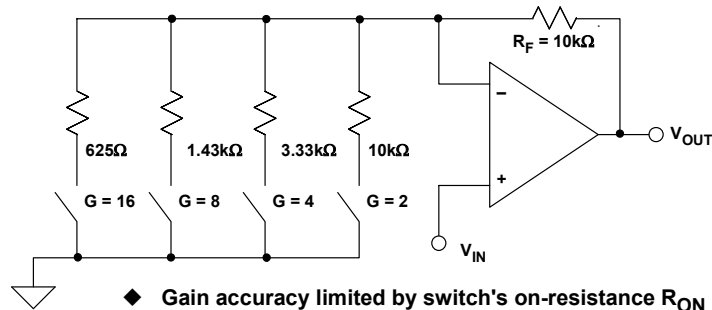 R_F = 10kΩ
625Ω 1.43kΩ 3.33kΩ 10kΩ
− 
V_OUT
+
G = 16 G = 8 G = 4 G = 2
V_IN
◆ Gain accuracy limited by switch's on-resistance R_ON